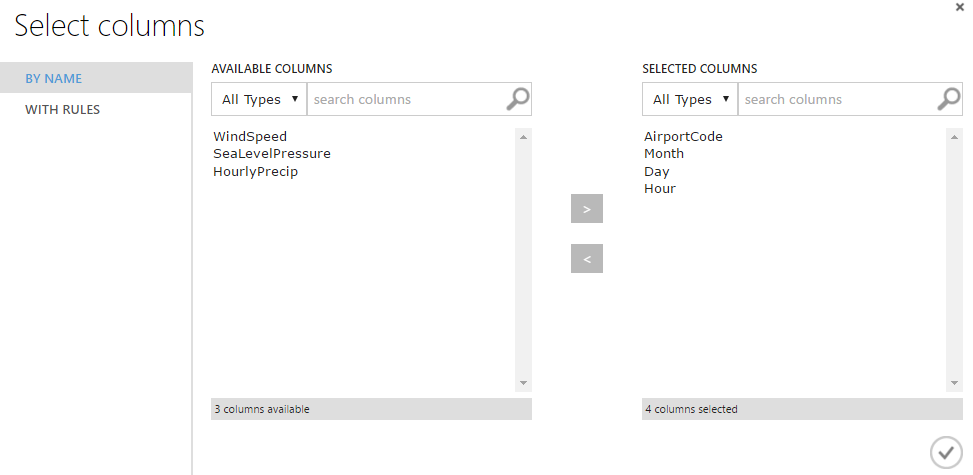 Select columns
BY NAME
WITH RULES
AVAILABLE COLUMNS
All Types
search columns
WindSpeed
SeaLevelPressure
HourlyPrecip
3 columns available
>
<
SELECTED COLUMNS
All Types
search columns
AirportCode
Month
Day
Hour
4 columns selected